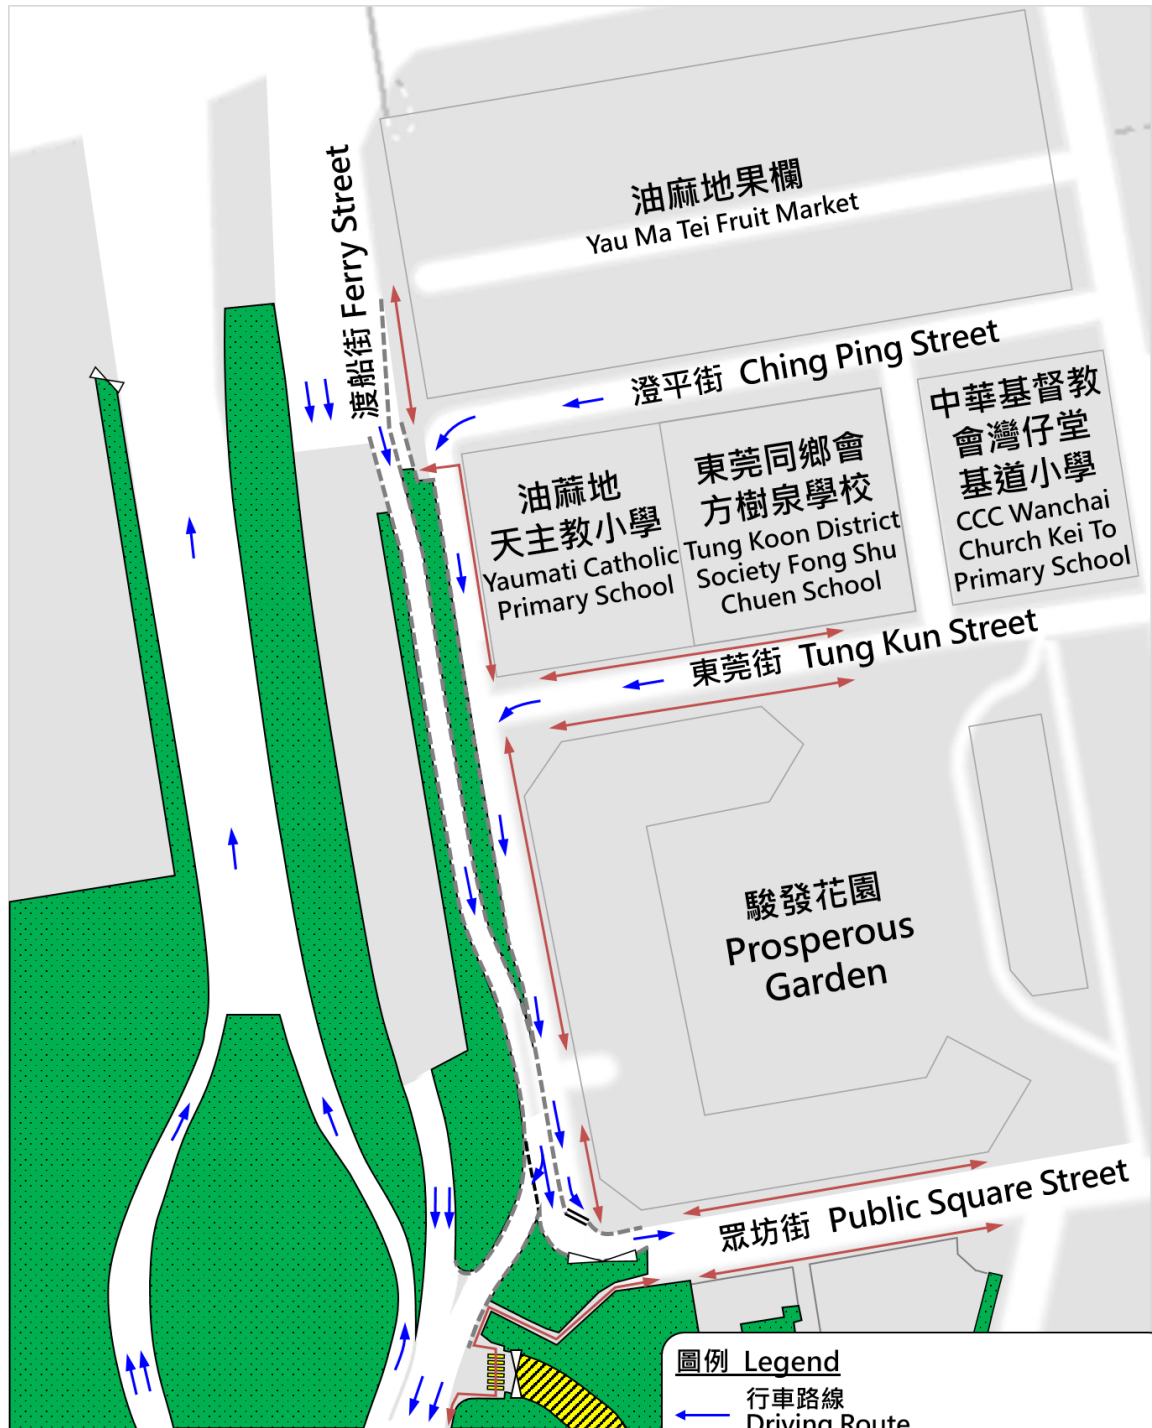 油麻地果欄
Yau Ma Tei Fruit Market
渡船街 Ferry Street
澄平街 Ching Ping Street
油蔴地
天主教小學
Yaumati Catholic
Primary School
東莞同鄉會
方樹泉學校
Tung Koon District
Society Fong Shu
Chuen School
中華基督教
會灣仔堂
基道小學
CCC Wanchai
Church Kei To
Primary School
東莞街 Tung Kun Street
駿發花園
Prosperous
Garden
眾坊街 Public Square Street
圖例 Legend
行車路線
Driving Route